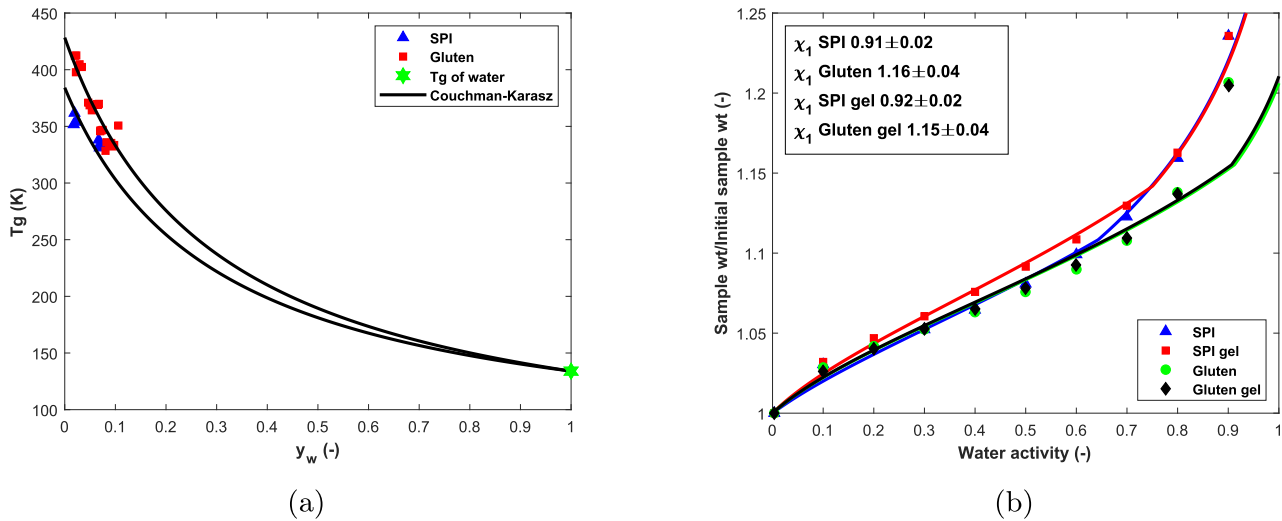 450
400
350
300
250
200
150
100
0
0.1
0.2
0.3
0.4
0.5
0.6
0.7
0.8
0.9
1
Tg (K)
y_w (-)
SPI
Gluten
Tg of water
Couchman-Karasz
(a)
1.25
1.2
1.15
1.1
1.05
1
0
0.1
0.2
0.3
0.4
0.5
0.6
0.7
0.8
0.9
1
Sample wt/Initial sample wt (-)
Water activity (-)
χ₁ SPI 0.91±0.02
χ₁ Gluten 1.16±0.04
χ₁ SPI gel 0.92±0.02
χ₁ Gluten gel 1.15±0.04
SPI
SPI gel
Gluten
Gluten gel
(b)